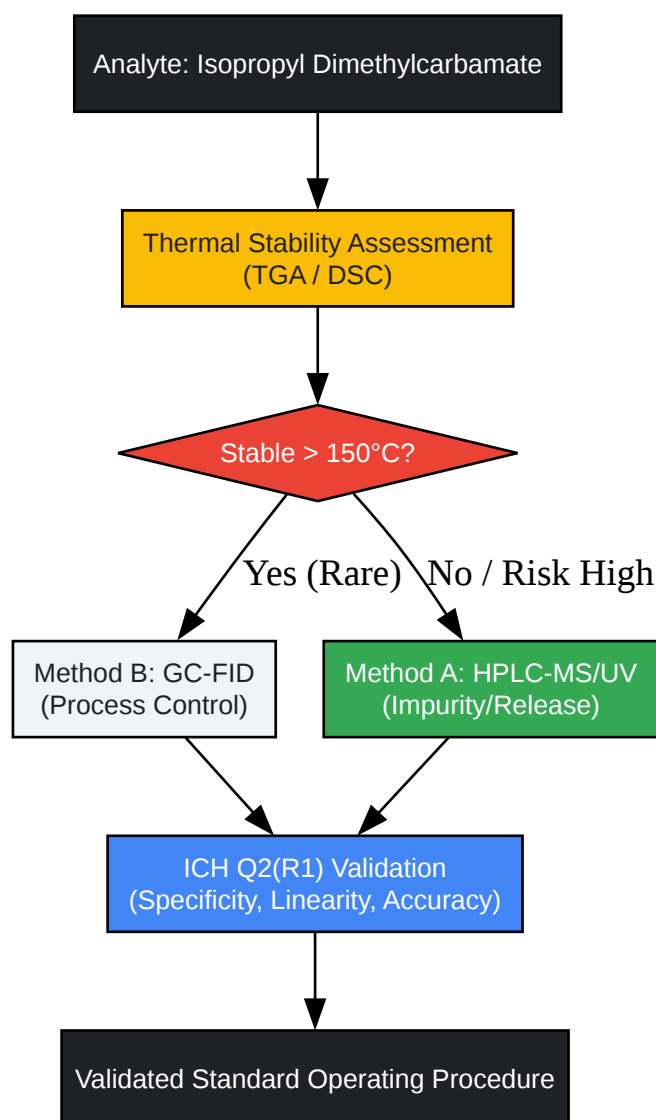 Analyte: Isopropyl Dimethylcarbamate
Thermal Stability Assessment
(TGA / DSC)
Stable > 150°C?
Yes (Rare)
No / Risk High
Method B: GC-FID
(Process Control)
Method A: HPLC-MS/UV
(Impurity/Release)
ICH Q2(R1) Validation
(Specificity, Linearity, Accuracy)
Validated Standard Operating Procedure